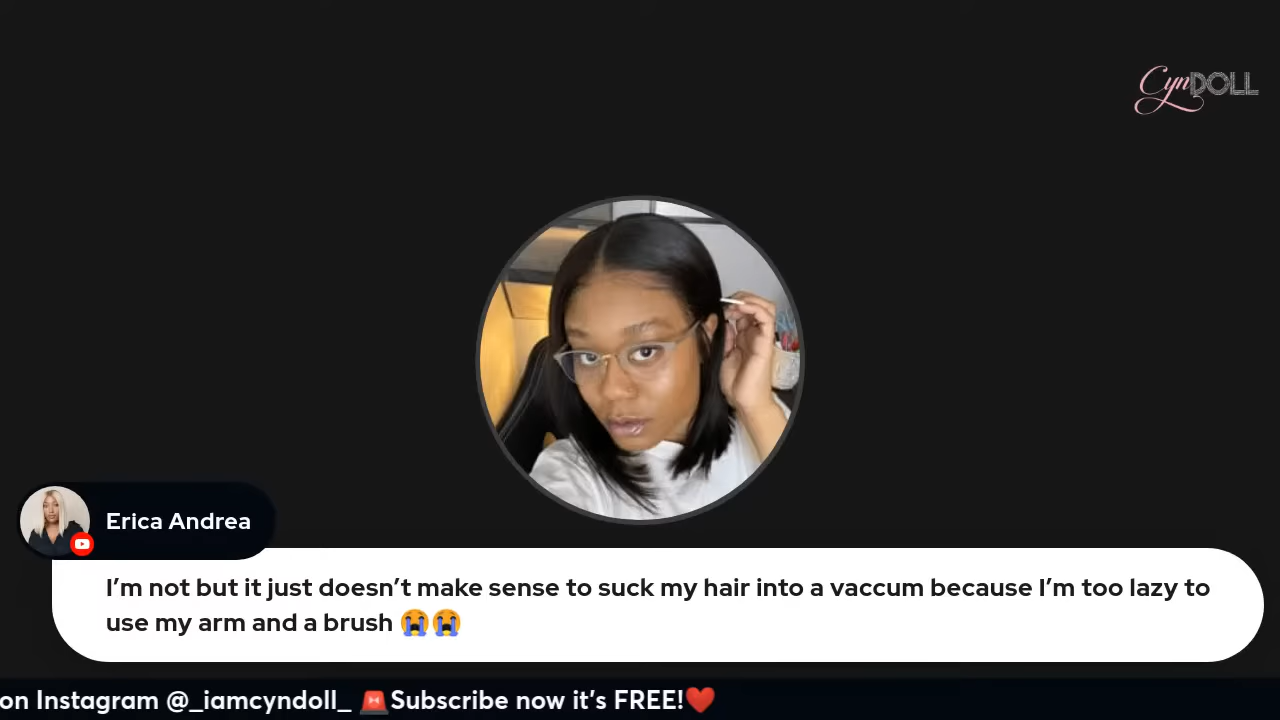 CynDOLL
Erica Andrea
I’m not but it just doesn’t make sense to suck my hair into a vaccum because I’m too lazy to
use my arm and a brush 😭😭
on Instagram @_iamcyndoll_ 🚨Subscribe now it’s FREE!❤️